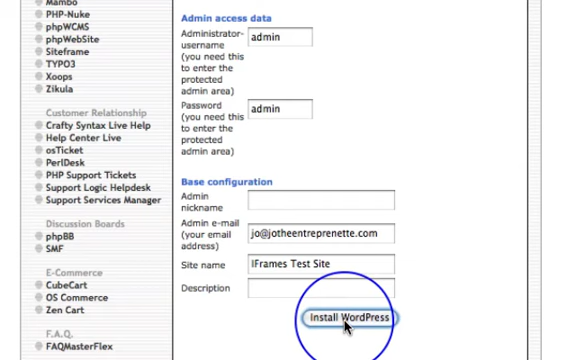 Mambo
PHP-Nuke
phpWCMS
phpWebSite
Siteframe
TYPO3
Xoops
Zikula
Customer Relationship
Crafty Syntax Live Help
Help Center Live
osTicket
PerlDesk
PHP Support Tickets
Support Logic Helpdesk
Support Services Manager
Discussion Boards
phpBB
SMF
E-Commerce
CubeCart
OS Commerce
Zen Cart
F.A.Q.
FAQMasterFlex
Admin access data
Administrator-
username
(you need this
to enter the
protected
admin area)
admin
Password
(you need this
to enter the
protected
admin area)
admin
Base configuration
Admin
nickname
Admin e-mail
(your email
address)
jo@jotheentreprenette.com
Site name
IFrames Test Site
Description
Install WordPress